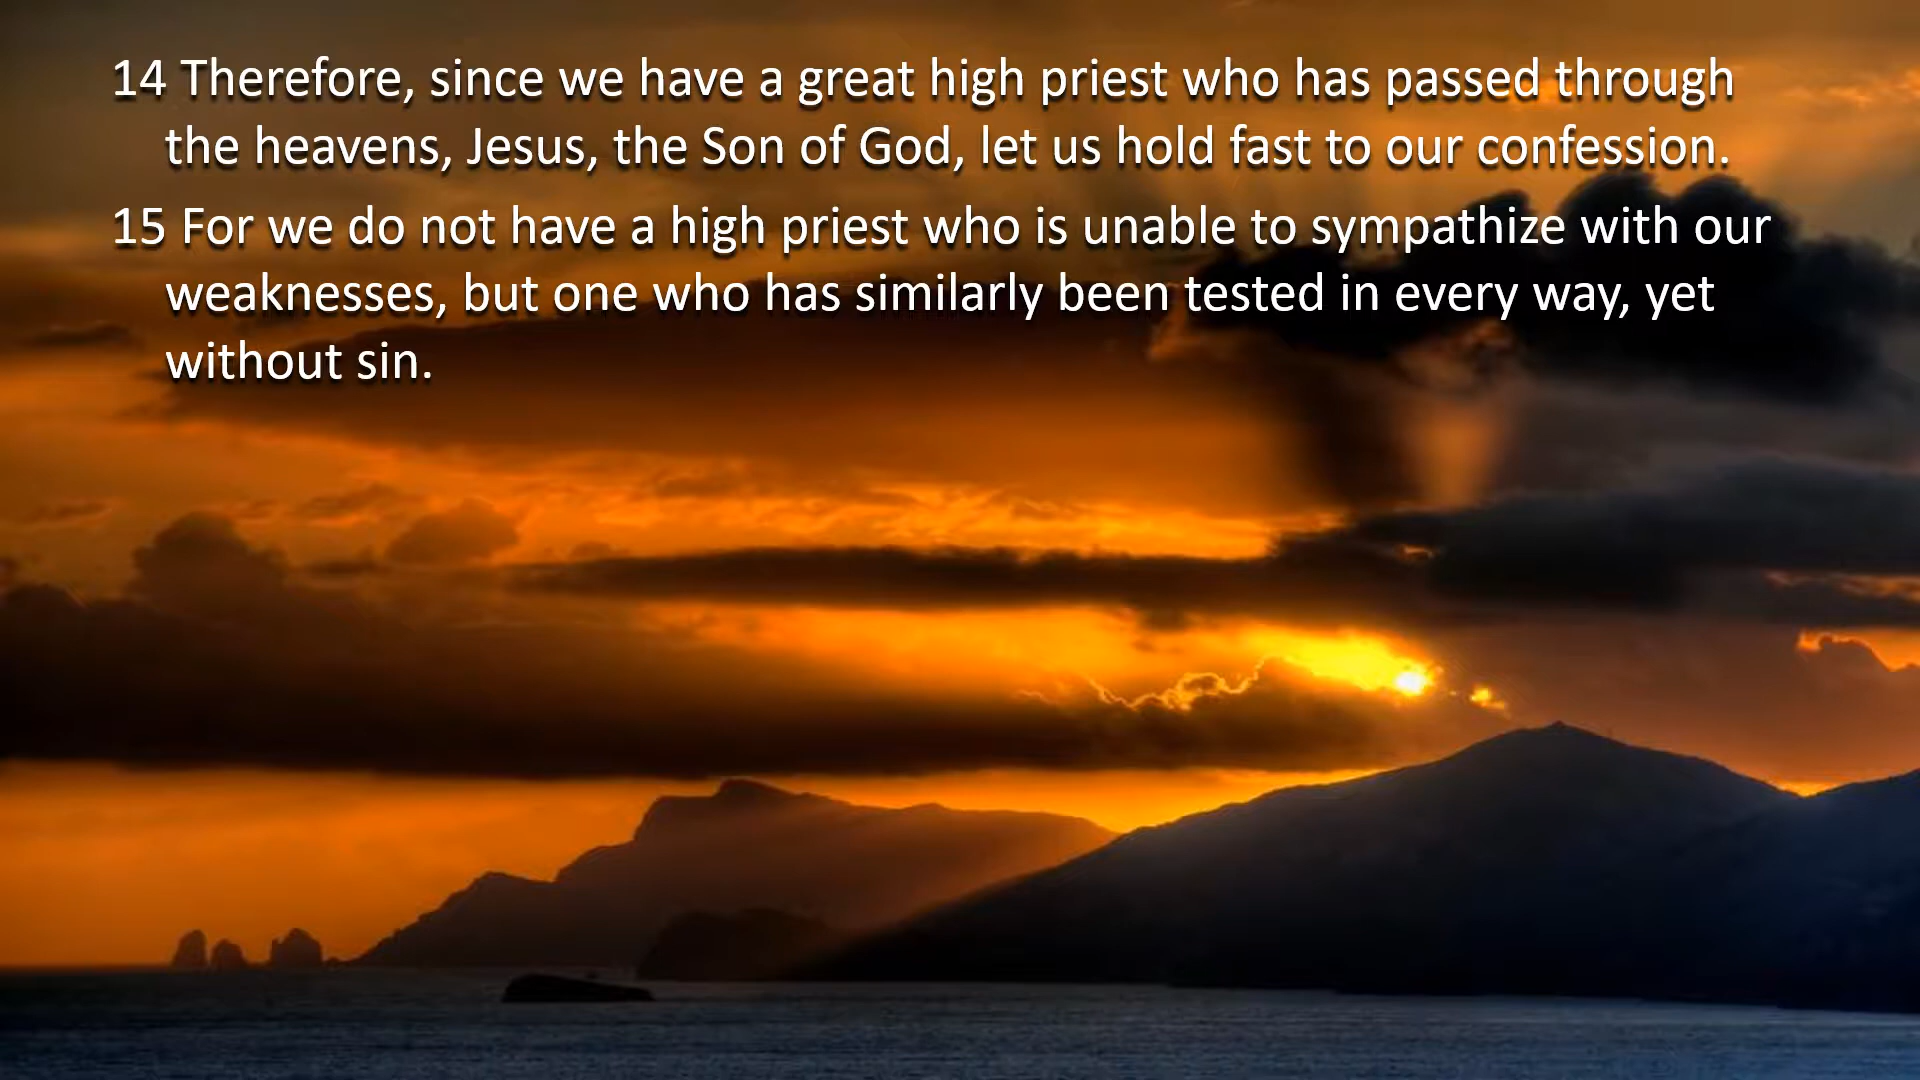 14 Therefore, since we have a great high priest who has passed through
the heavens, Jesus, the Son of God, let us hold fast to our confession.
15 For we do not have a high priest who is unable to sympathize with our
weaknesses, but one who has similarly been tested in every way, yet
without sin.